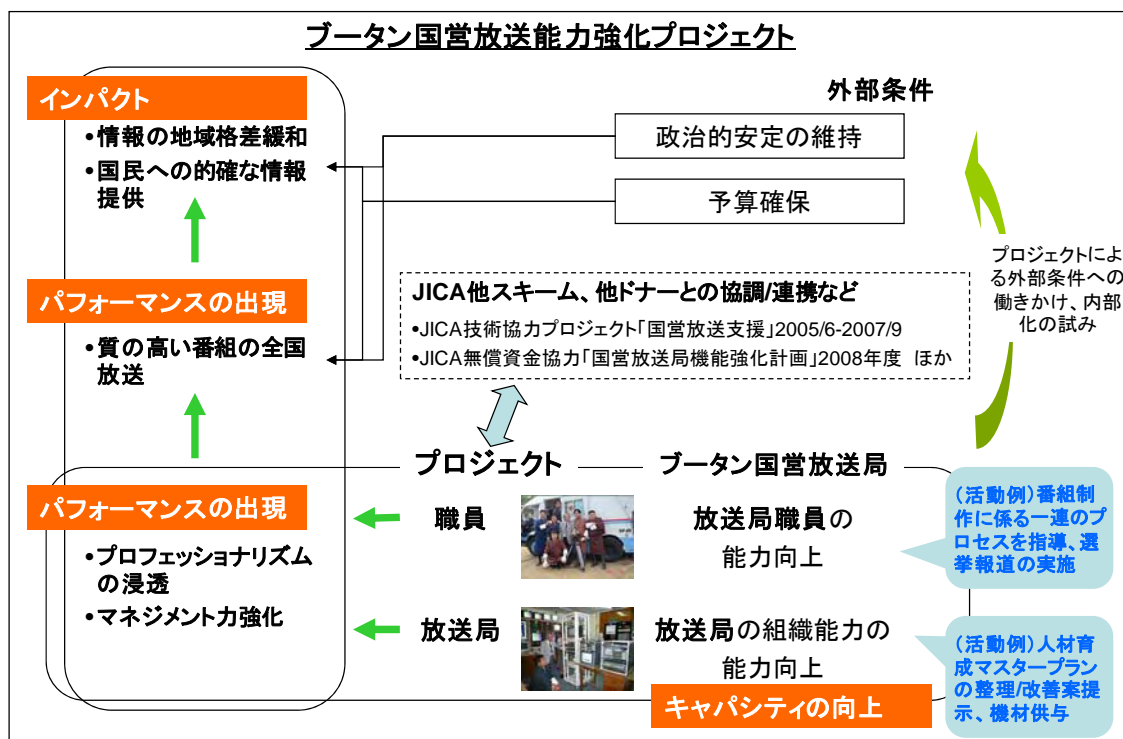 ブータン国営放送能力強化プロジェクト
インパクト
•情報の地域格差緩和
•国民への的確な情報
提供
パフォーマンスの出現
•質の高い番組の全国
放送
パフォーマンスの出現
•プロフェッショナリズム
の浸透
•マネジメント力強化
外部条件
政治的安定の維持
予算確保
プロジェクトによ
る外部条件への
働きかけ、内部
化の試み
JICA他スキーム、他ドナーとの協調/連携など
•JICA技術協力プロジェクト「国営放送支援」2005/6-2007/9
•JICA無償資金協力「国営放送局機能強化計画」2008年度 ほか
プロジェクト
ブータン国営放送局
職員
放送局職員の
能力向上
放送局
放送局の組織能力の
能力向上
キャパシティの向上
（活動例）番組制
作に係る一連のプ
ロセスを指導、選
挙報道の実施
（活動例）人材育
成マスタープラン
の整理/改善案提
示、機材供与